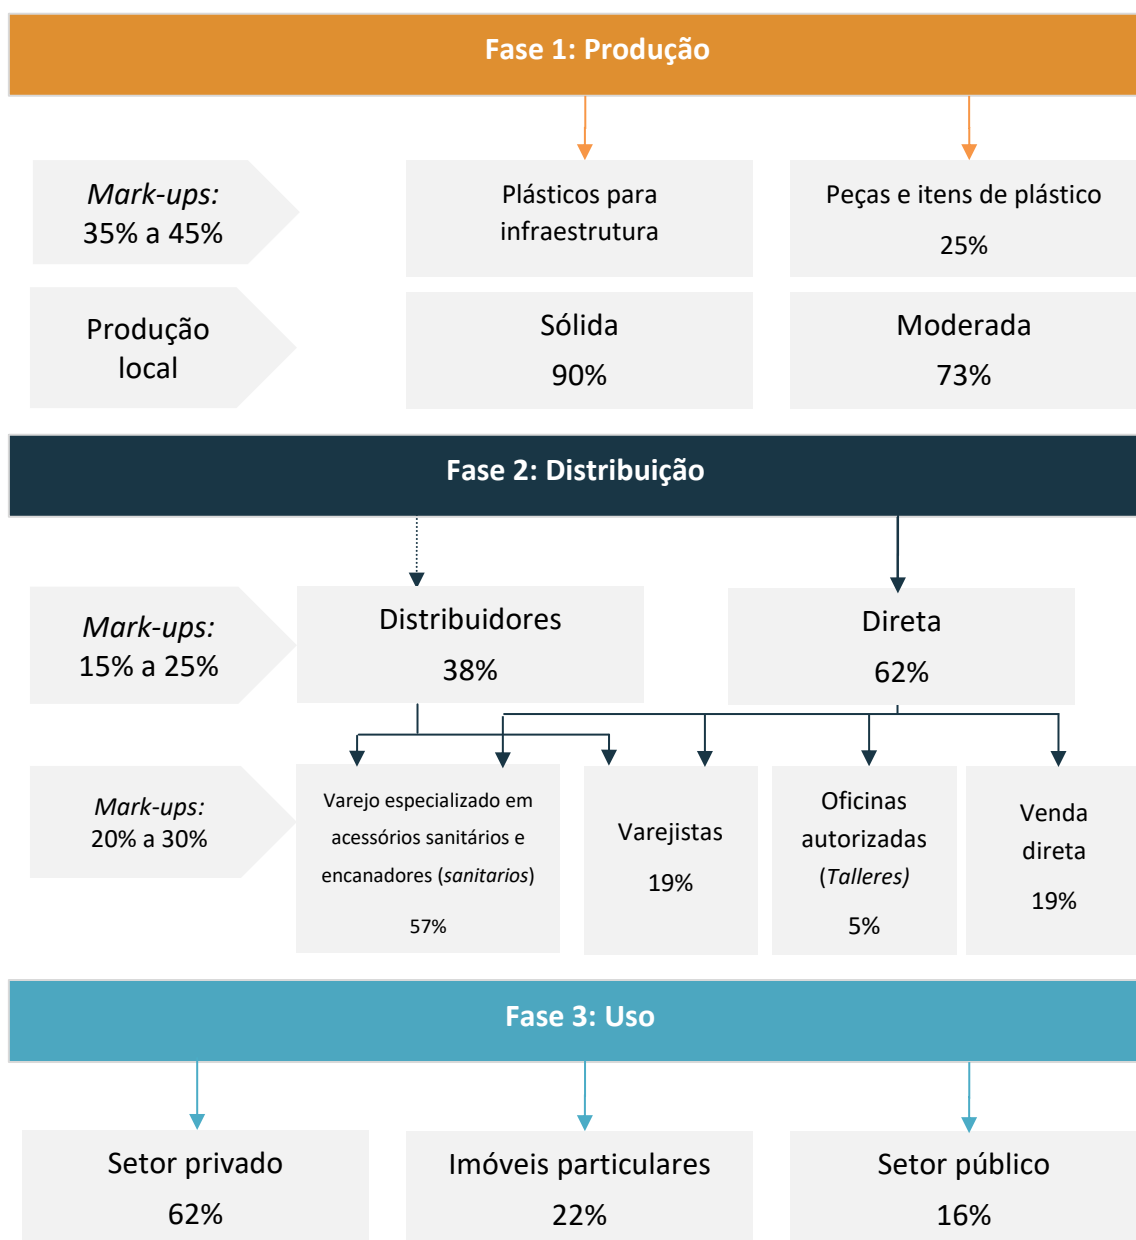 Fase 1: Produção
Mark-ups:
35% a 45%
Plásticos para
infraestrutura
Peças e itens de plástico
25%
Produção
local
Sólida
90%
Moderada
73%
Fase 2: Distribuição
Mark-ups:
15% a 25%
Distribuidores
38%
Direta
62%
Mark-ups:
20% a 30%
Varejo especializado em
acessórios sanitários e
encanadores (sanitarios)
57%
Varejistas
19%
Oficinas
autorizadas
(Talleres)
5%
Venda
direta
19%
Fase 3: Uso
Setor privado
62%
Imóveis particulares
22%
Setor público
16%